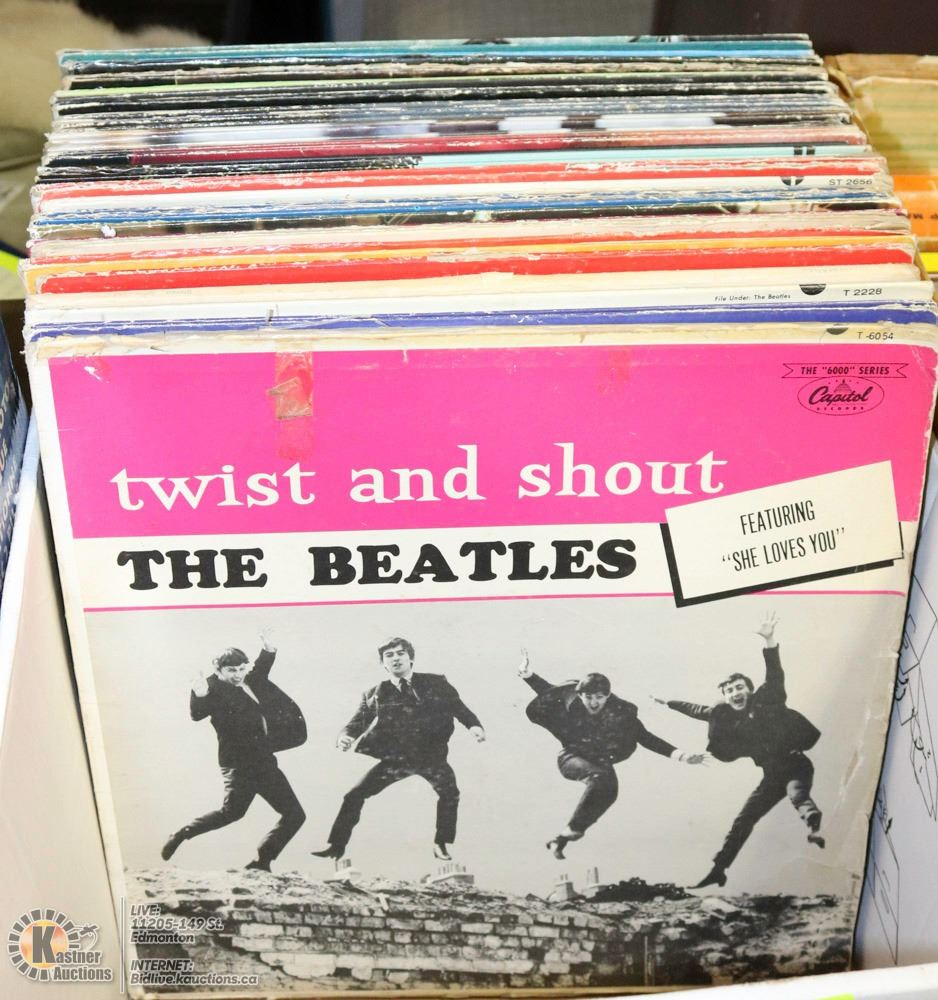 ST 2656
File Under: The Beatles
T 2228
T-6054
THE "6000" SERIES
Capitol
RECORDS
twist and shout
THE BEATLES
FEATURING
"SHE LOVES YOU"
LIVE:
11205-149 St.
Edmonton
INTERNET:
Bidlive.kauctions.ca
Kastner
Auctions